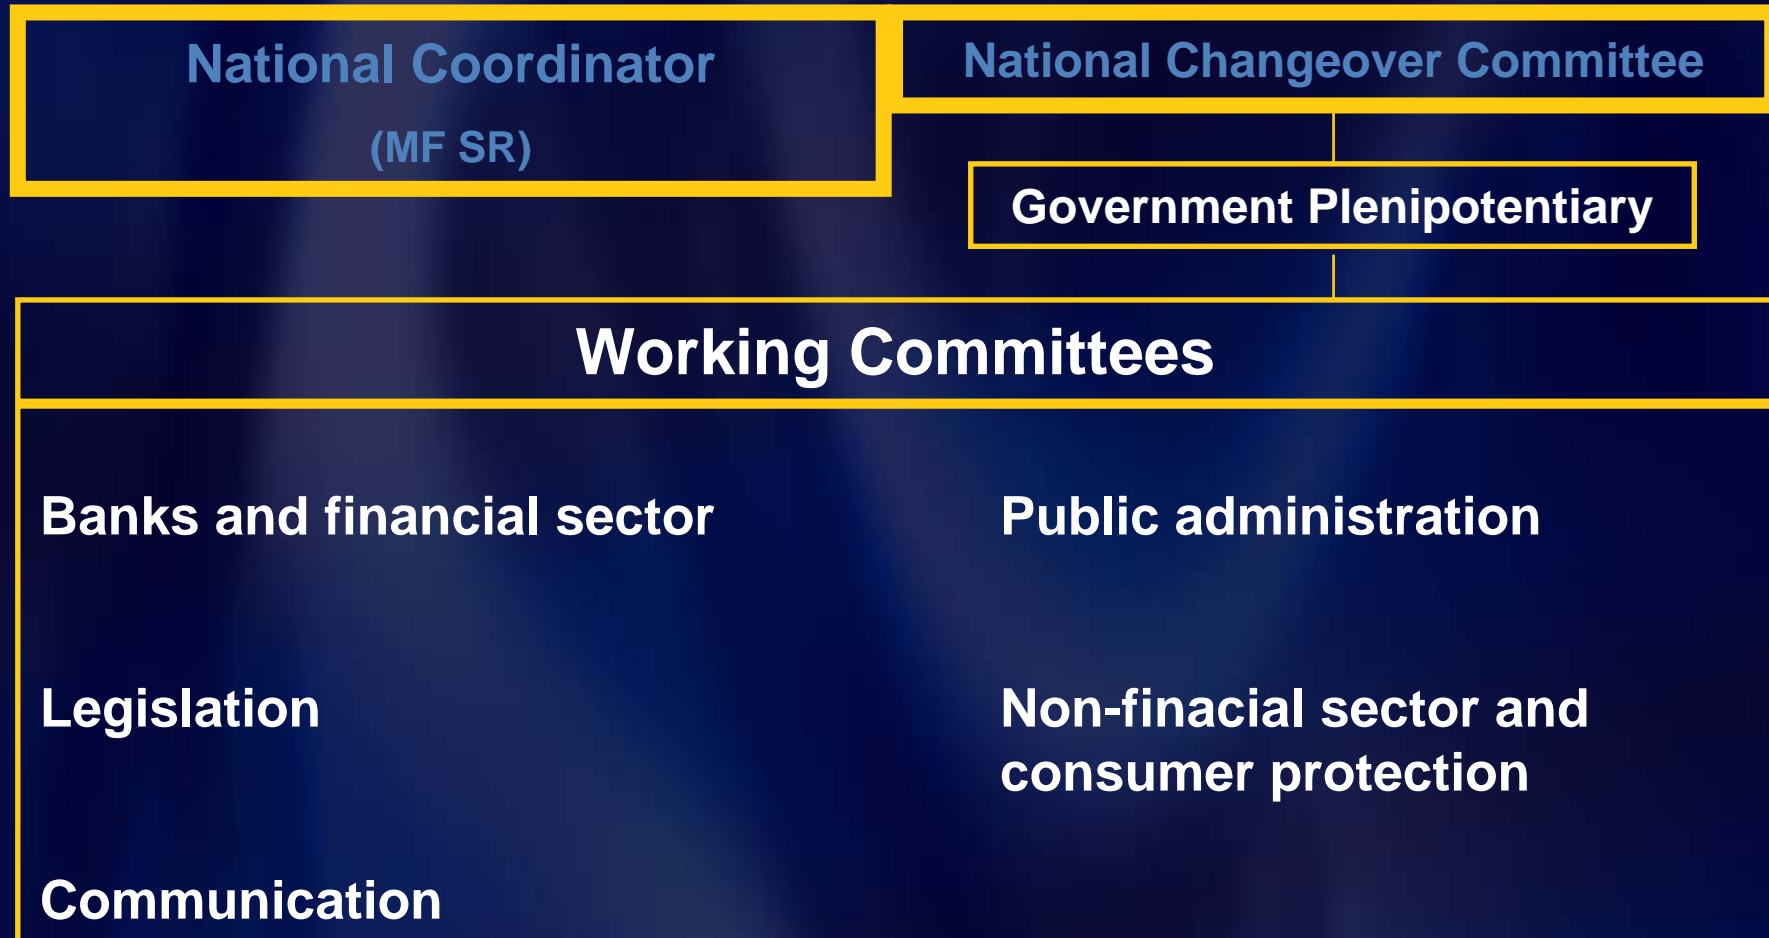 National Coordinator
(MF SR)
National Changeover Committee
Government Plenipotentiary
Working Committees
Banks and financial sector
Public administration
Legislation
Non-finacial sector and
consumer protection
Communication